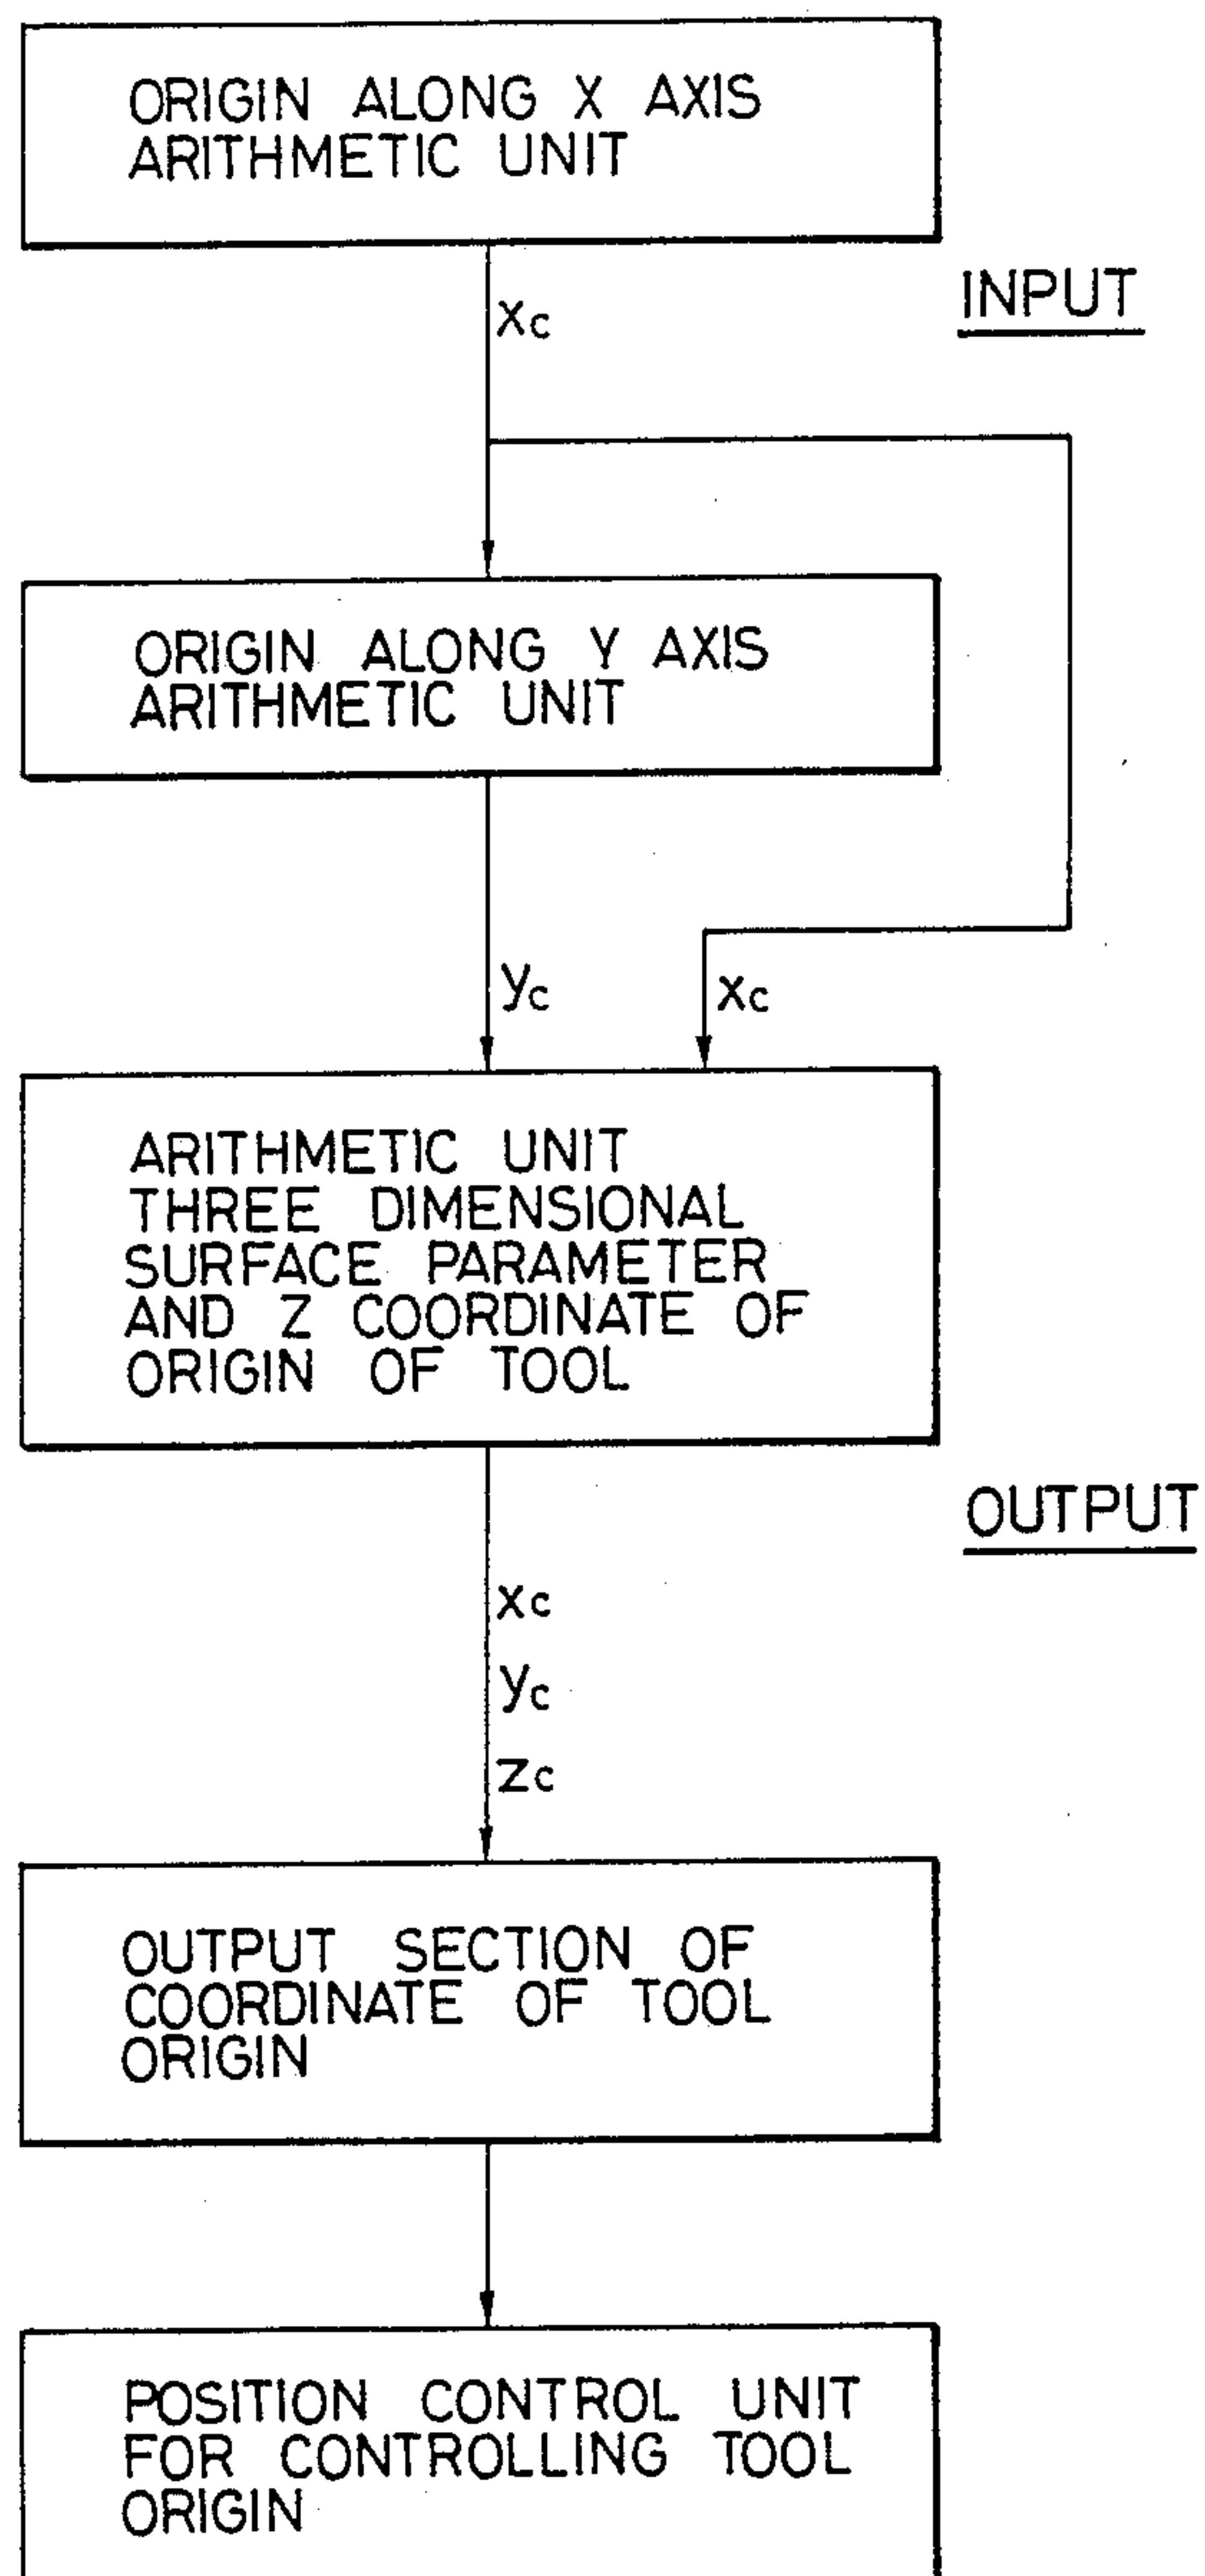 ORIGIN ALONG X AXIS
ARITHMETIC UNIT
INPUT
xc
ORIGIN ALONG Y AXIS
ARITHMETIC UNIT
yc
xc
ARITHMETIC UNIT
THREE DIMENSIONAL
SURFACE PARAMETER
AND Z COORDINATE OF
ORIGIN OF TOOL
OUTPUT
xc
yc
zc
OUTPUT SECTION OF
COORDINATE OF TOOL
ORIGIN
POSITION CONTROL UNIT
FOR CONTROLLING TOOL
ORIGIN